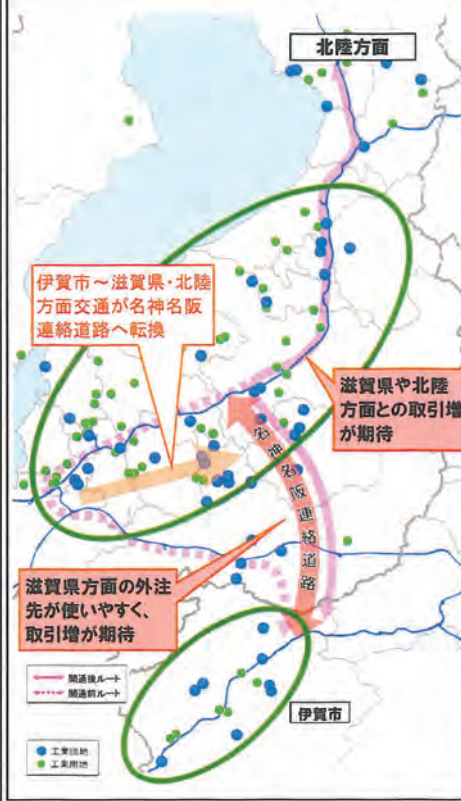 北陸方面
伊賀市～滋賀県・北陸
方面交通が名神名阪
連絡道路へ転換
滋賀県や北陸
方面との取引増
が期待
名神名阪連絡道路
滋賀県方面の外注
先が使いやすく、
取引増が期待
開通後ルート
開通前ルート
伊賀市
工業団地
工業用地